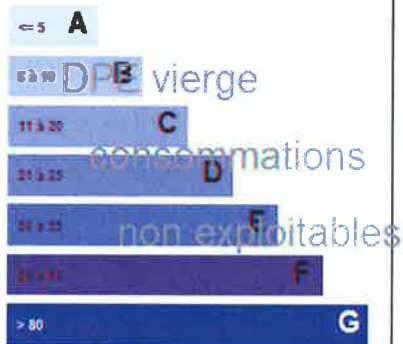 <= 5 A
B
DPE vierge
11 à 20 C
consommations
D
E
non exploitables
F
> 80 G